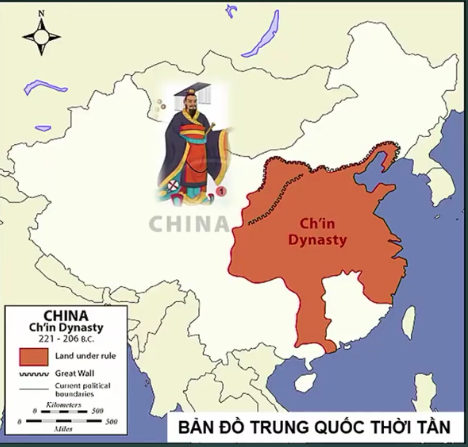 N
1
CHINA
Ch'in
Dynasty
CHINA
Ch'in Dynasty
221 - 206 B.C.
Land under rule
Great Wall
Current political
boundaries
Kilometers
0 500
0 500
Miles
BẢN ĐỒ TRUNG QUỐC THỜI TẦN